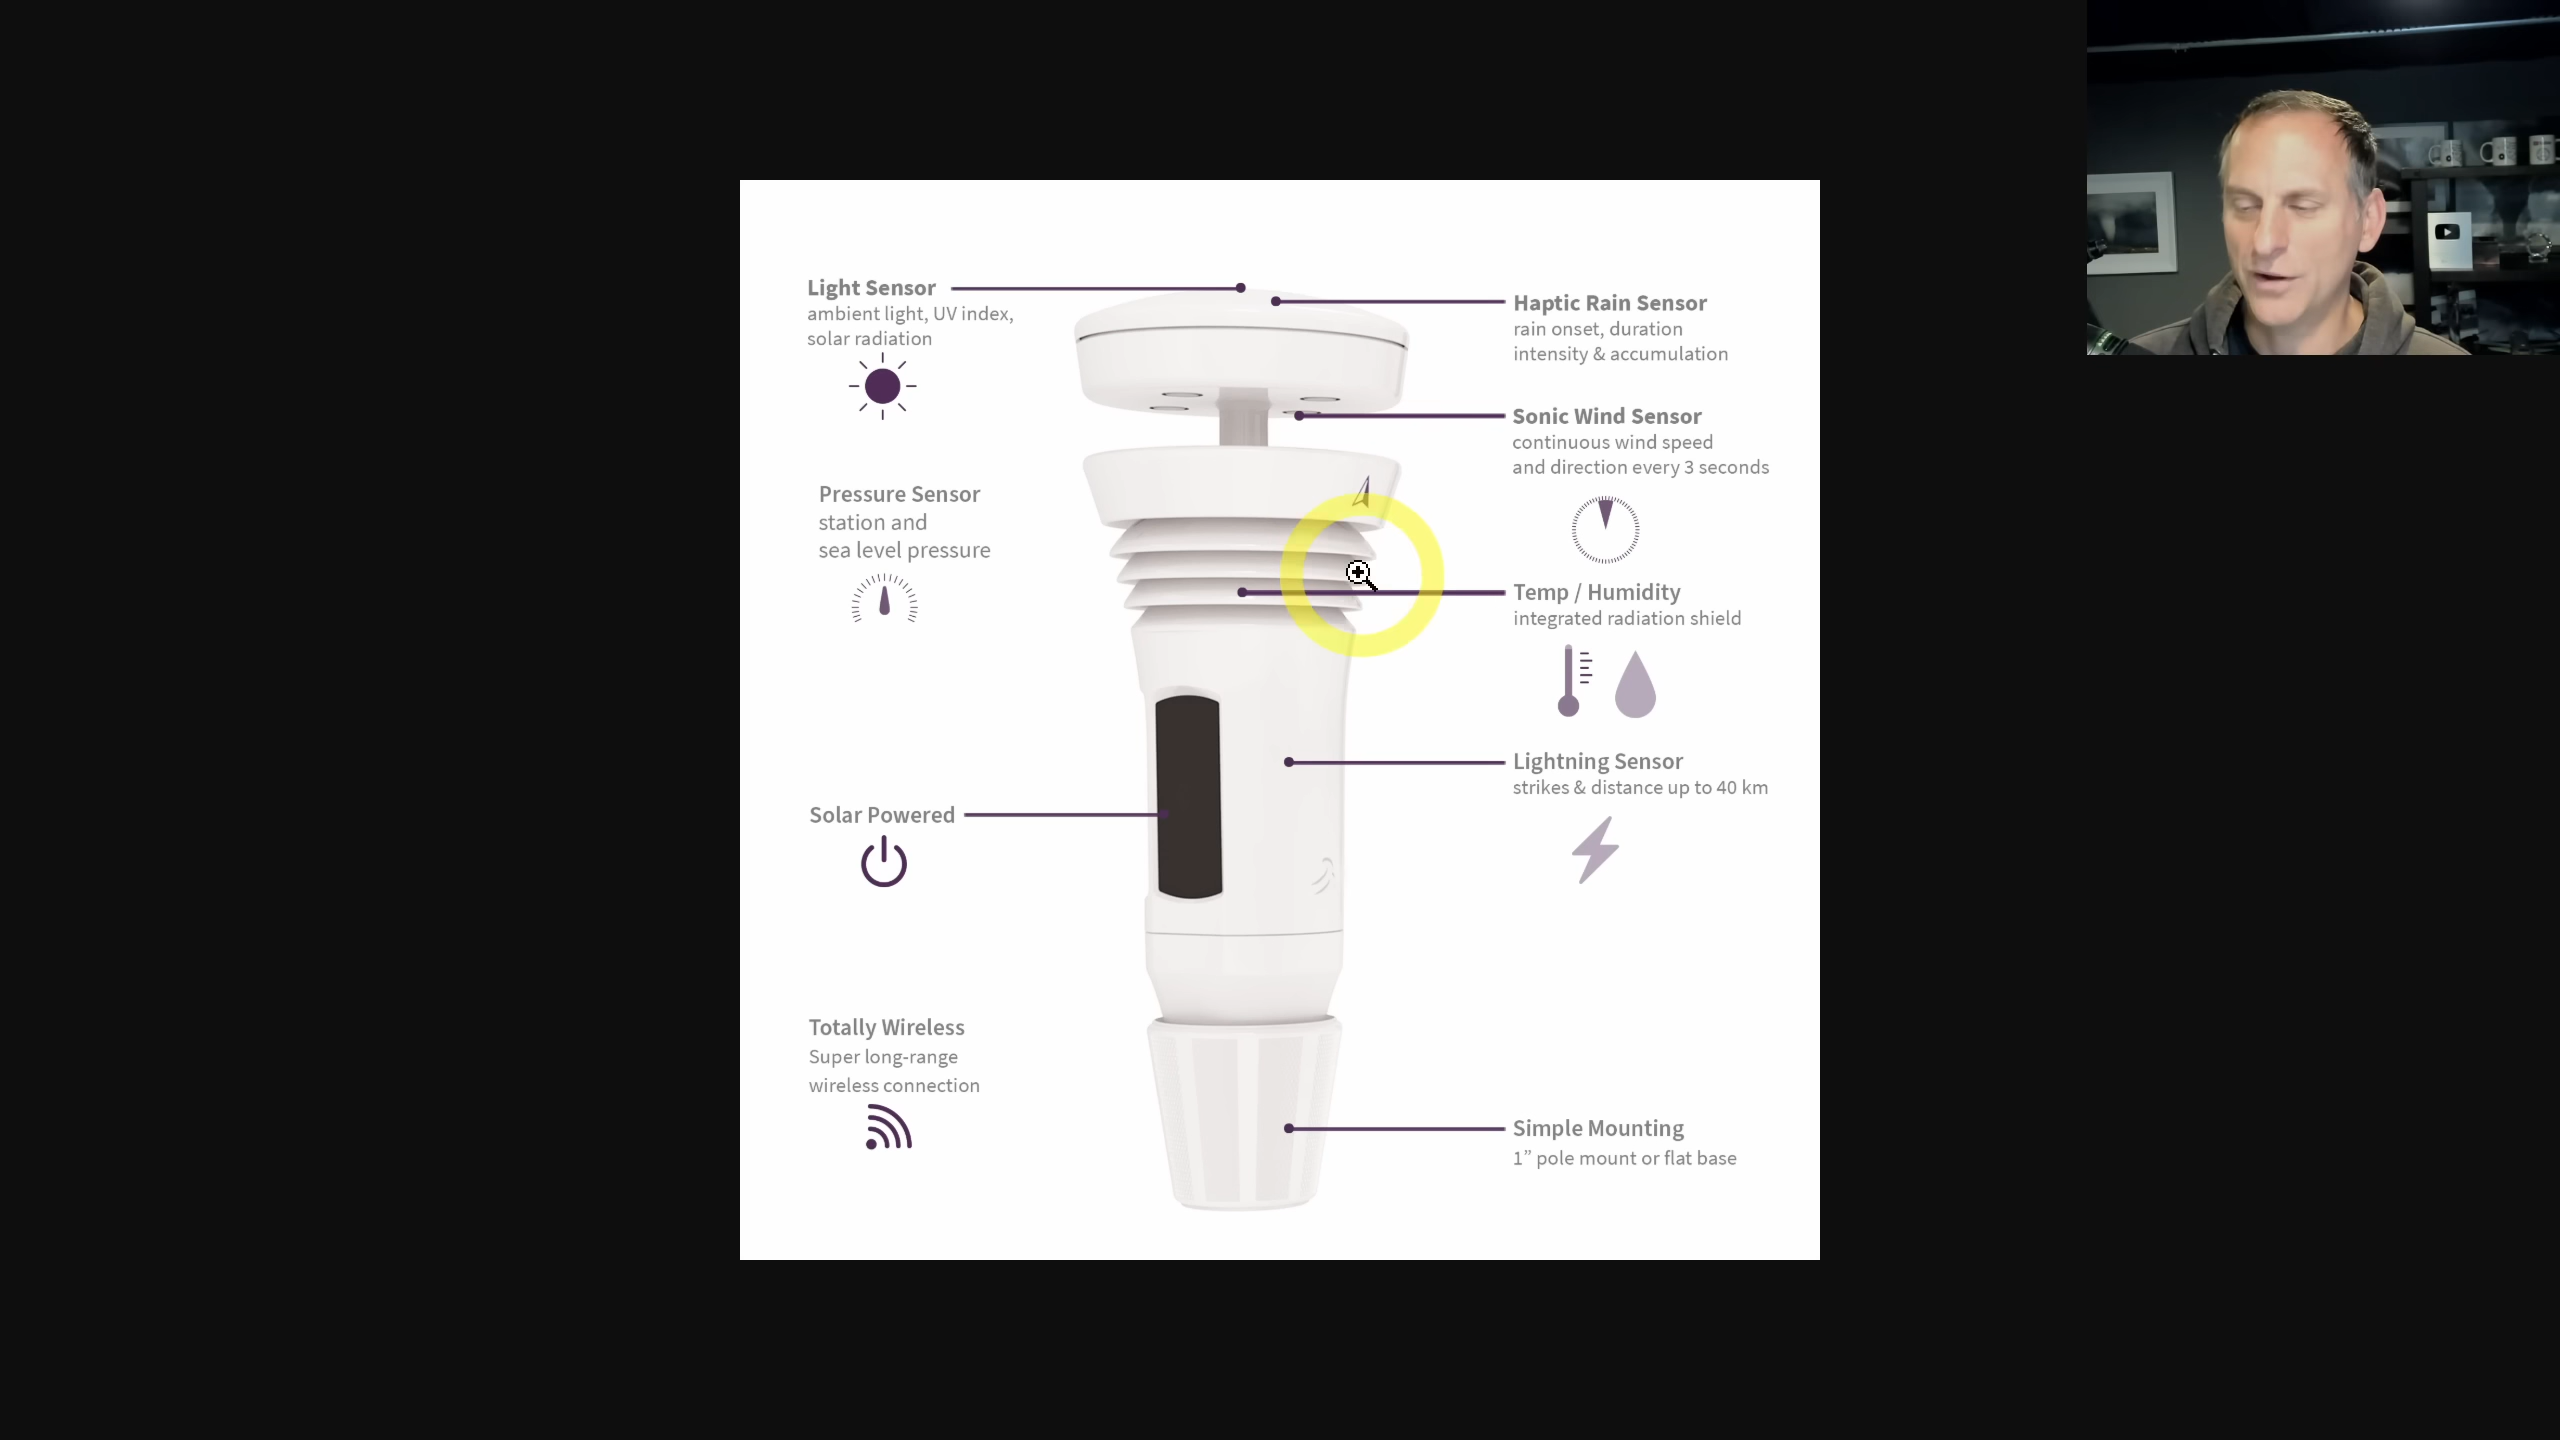 Light Sensor
ambient light, UV index,
solar radiation
Pressure Sensor
station and
sea level pressure
Solar Powered
Totally Wireless
Super long-range
wireless connection
Haptic Rain Sensor
rain onset, duration
intensity & accumulation
Sonic Wind Sensor
continuous wind speed
and direction every 3 seconds
Temp / Humidity
integrated radiation shield
Lightning Sensor
strikes & distance up to 40 km
Simple Mounting
1” pole mount or flat base